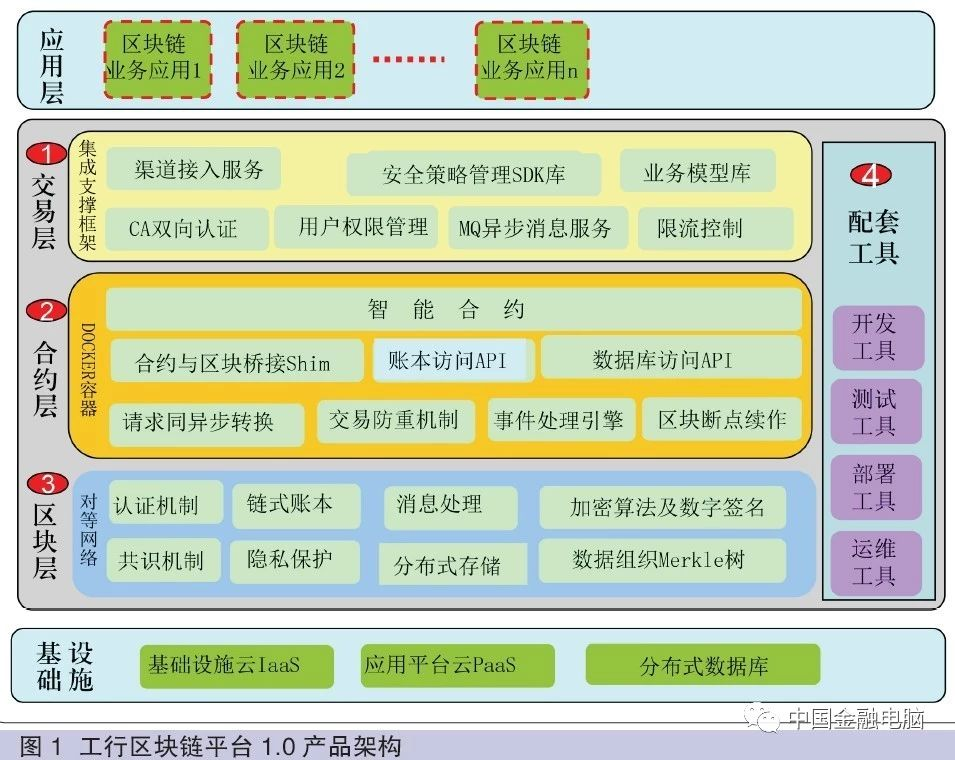 应用层
区块链
业务应用1
区块链
业务应用2
区块链
业务应用n
1
交易层
集成支撑框架
渠道接入服务
安全策略管理SDK库
业务模型库
CA双向认证
用户权限管理
MQ异步消息服务
限流控制
2
合约层
DOCKER容器
智能合约
合约与区块桥接Shim
账本访问API
数据库访问API
请求同异步转换
交易防重机制
事件处理引擎
区块断点续作
3
区块层
对等网络
认证机制
链式账本
消息处理
加密算法及数字签名
共识机制
隐私保护
分布式存储
数据组织Merkle树
4
配套
工具
开发
工具
测试
工具
部署
工具
运维
工具
基础设施
基础设施云IaaS
应用平台云PaaS
分布式数据库
中国金融电脑
图 1 工行区块链平台 1.0 产品架构